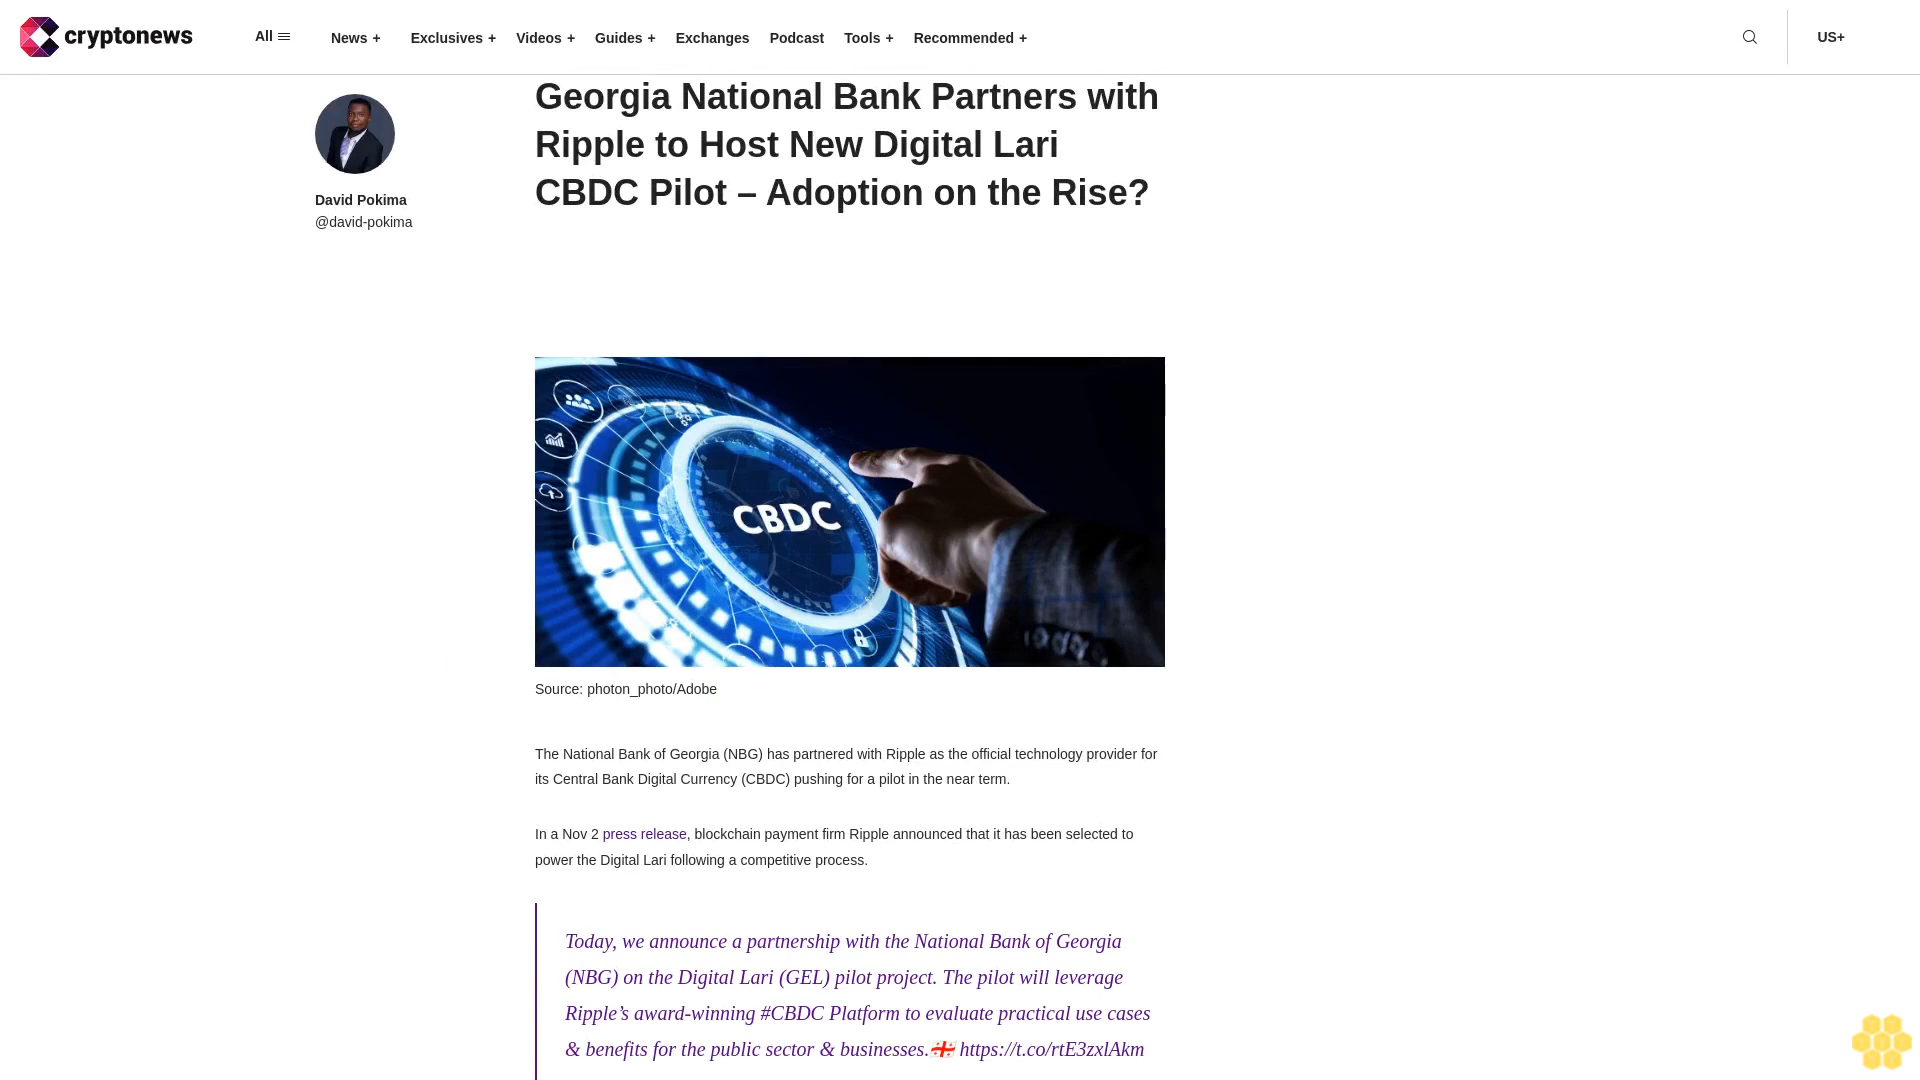 cryptonews
All
News +
Exclusives +
Videos +
Guides +
Exchanges
Podcast
Tools +
Recommended +
US+
David Pokima
@david-pokima
Georgia National Bank Partners with
Ripple to Host New Digital Lari
CBDC Pilot – Adoption on the Rise?
CBDC
Source: photon_photo/Adobe
The National Bank of Georgia (NBG) has partnered with Ripple as the official technology provider for
its Central Bank Digital Currency (CBDC) pushing for a pilot in the near term.
In a Nov 2 press release, blockchain payment firm Ripple announced that it has been selected to
power the Digital Lari following a competitive process.
Today, we announce a partnership with the National Bank of Georgia
(NBG) on the Digital Lari (GEL) pilot project. The pilot will leverage
Ripple’s award-winning #CBDC Platform to evaluate practical use cases
& benefits for the public sector & businesses.🇬🇪 https://t.co/rtE3zxlAkm